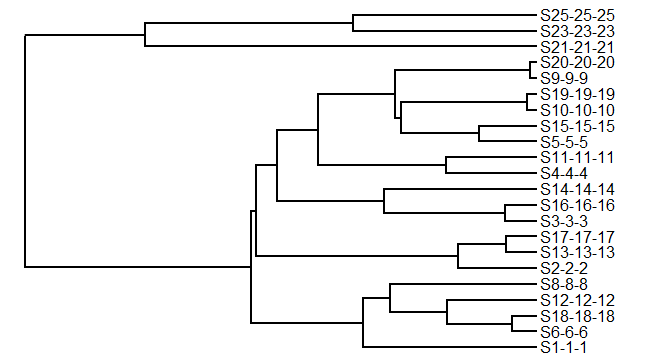 S25-25-25
S23-23-23
S21-21-21
S20-20-20
S9-9-9
S19-19-19
S10-10-10
S15-15-15
S5-5-5
S11-11-11
S4-4-4
S14-14-14
S16-16-16
S3-3-3
S17-17-17
S13-13-13
S2-2-2
S8-8-8
S12-12-12
S18-18-18
S6-6-6
S1-1-1